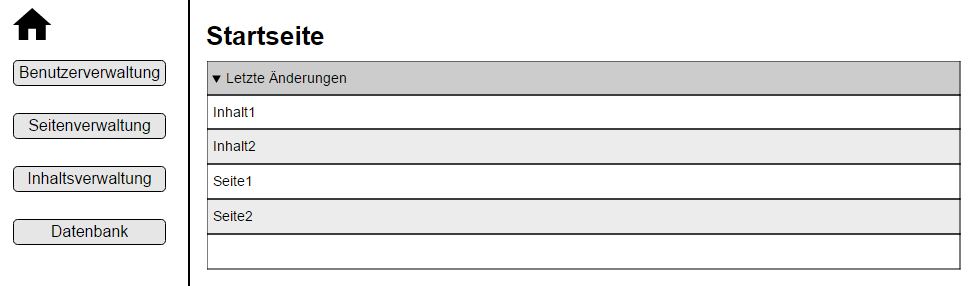 Benutzerverwaltung
Seitenverwaltung
Inhaltsverwaltung
Datenbank
Startseite
▼ Letzte Änderungen
Inhalt1
Inhalt2
Seite1
Seite2